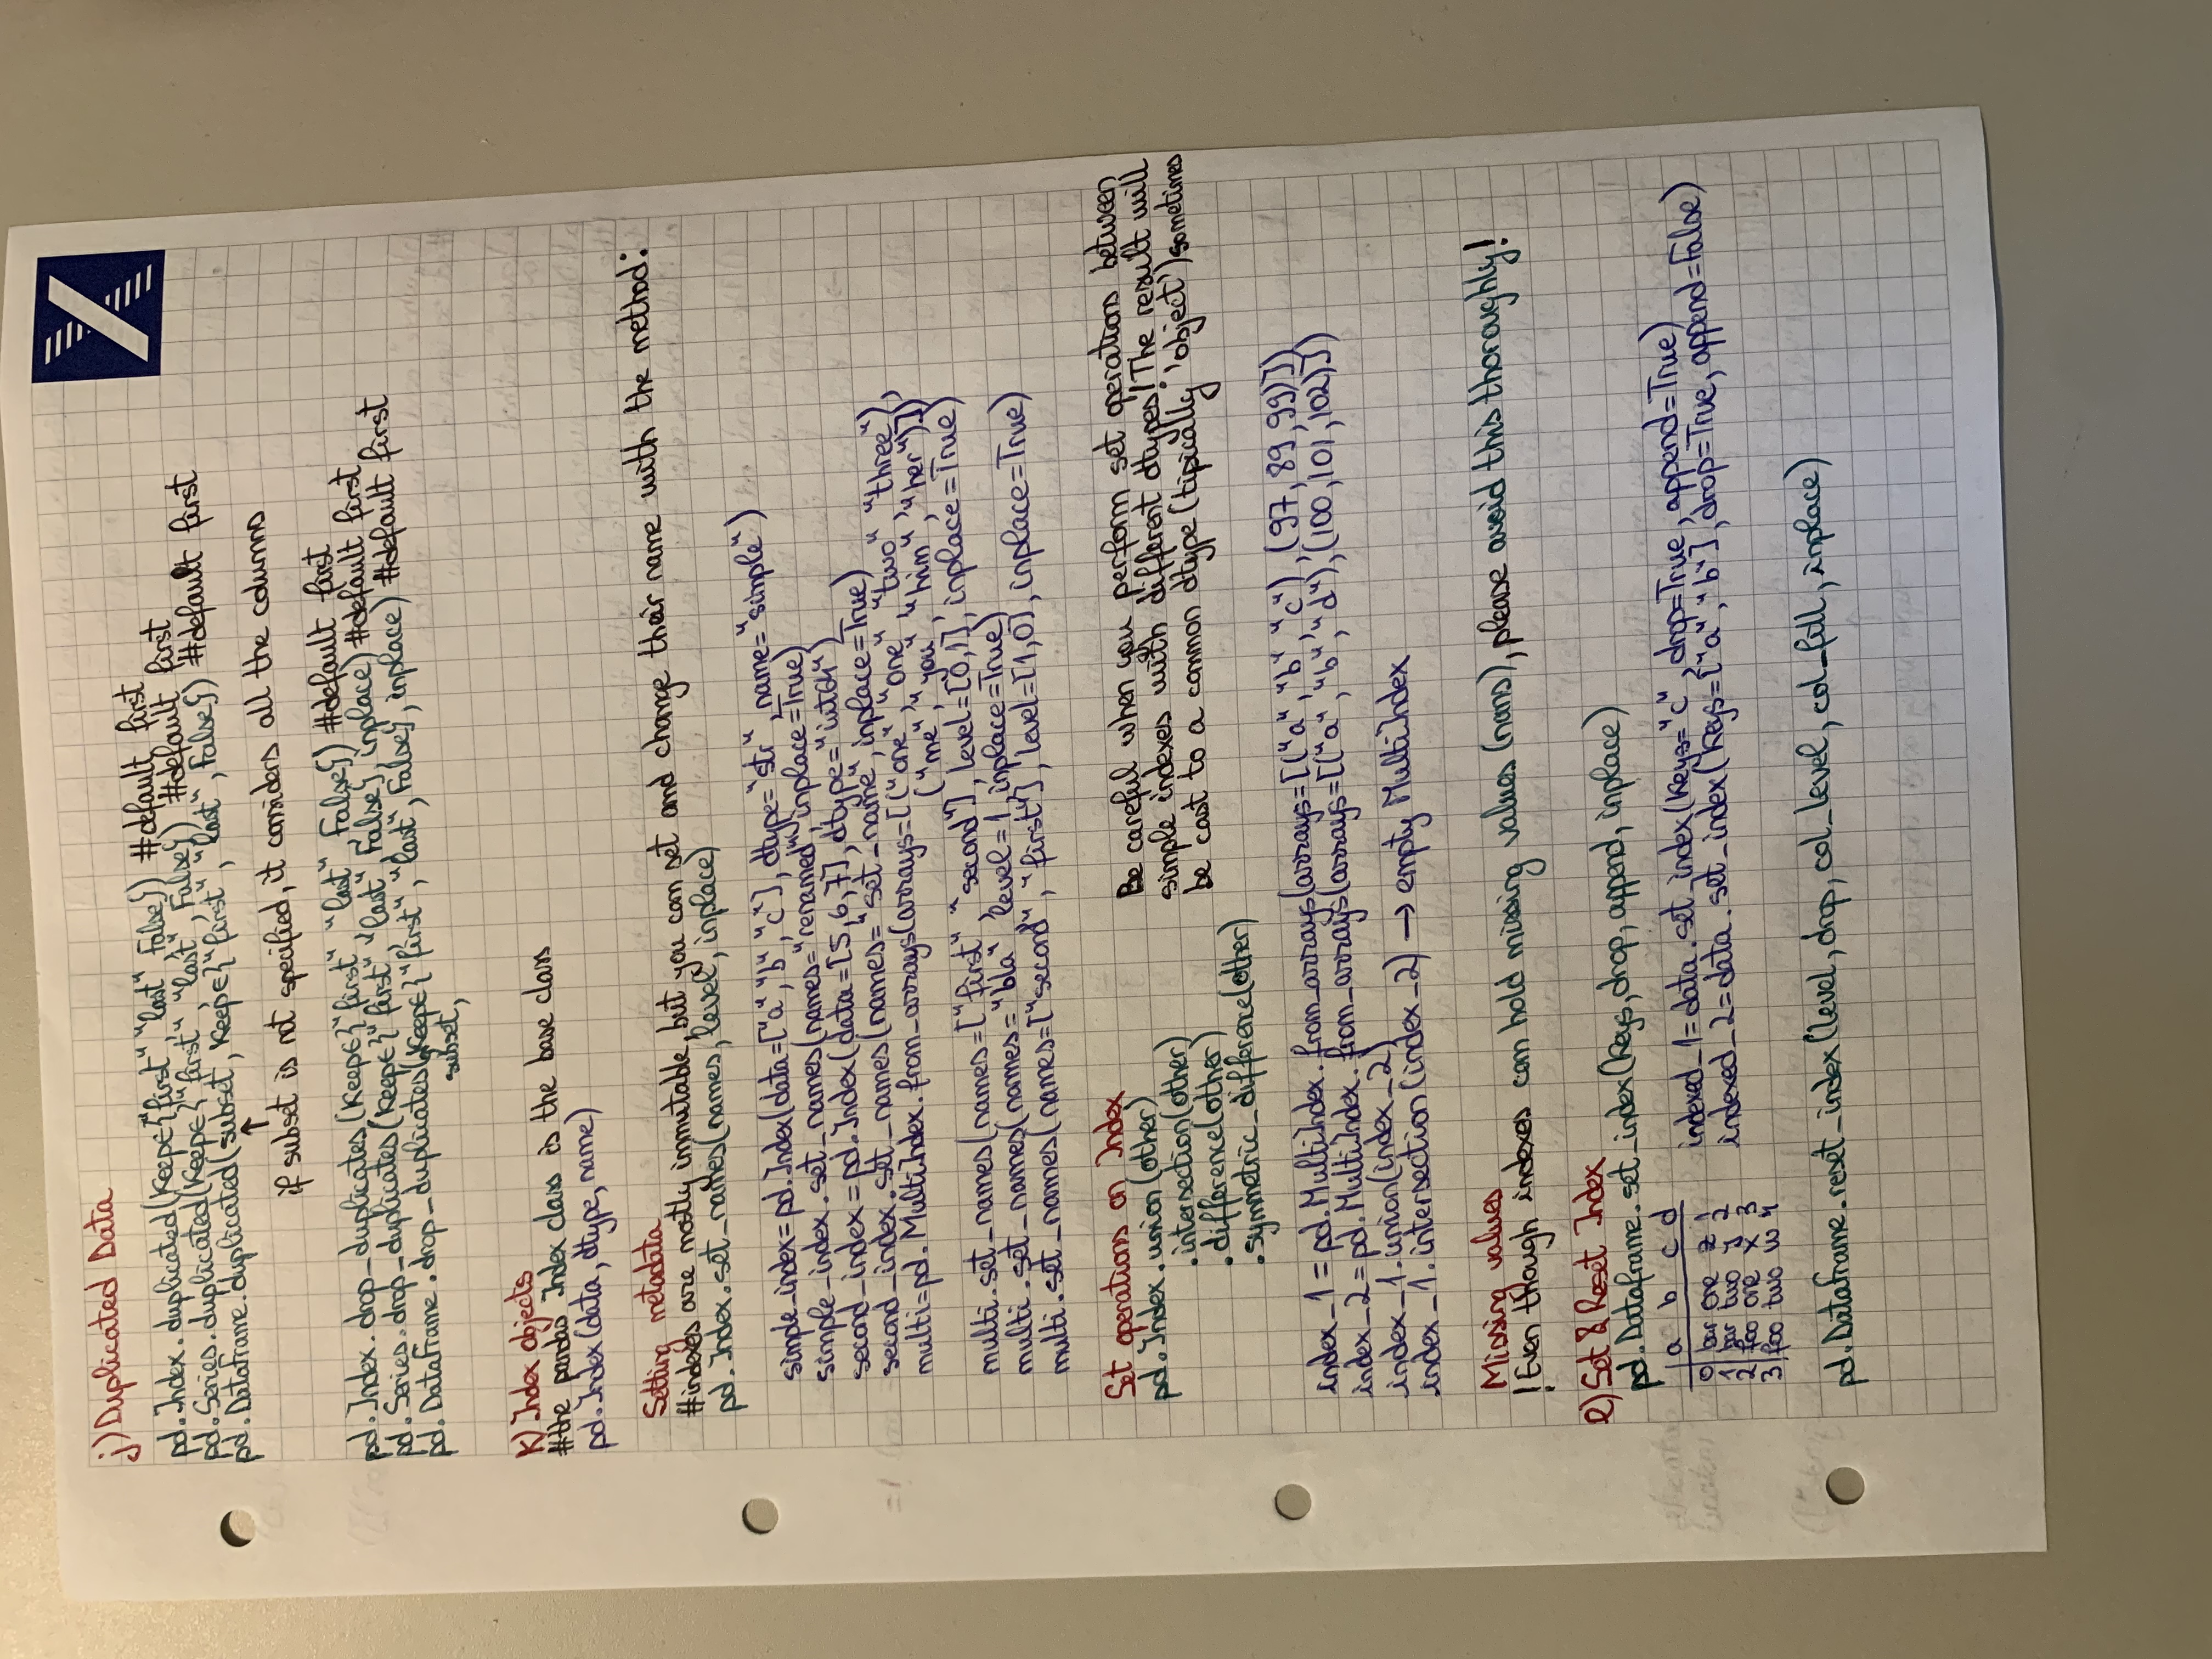 j) Duplicated Data
pd.Index.duplicated(keep∈{"first", "last", False}) #default first
pd.Series.duplicated(keep∈{"first", "last", False}) #default first
pd.DataFrame.duplicated(subset, keep∈{"first", "last", False}) #default first
↑
if subset is not specified, it considers all the columns
pd.Index.drop_duplicates(keep∈{"first", "last", False}) #default first
pd.Series.drop_duplicates(keep∈{"first", "last", False}, inplace) #default first
pd.DataFrame.drop_duplicates(keep∈{"first", "last", False}, inplace) #default first
subset,
k) Index objects
#the pandas Index class is the base class
pd.Index(data, dtype, name)
Setting metadata
#indexes are mostly immutable, but you can set and change their name with the method:
pd.Index.set_names(names, level, inplace)
simple_index=pd.Index(data=["a", "b", "c"], dtype="str", name="simple")
simple_index.set_names(names="renamed", inplace=True)
second_index=pd.Index(data=[5,6,7], dtype="int64")
second_index.set_names(names="set_name", inplace=True)
multi=pd.MultiIndex.from_arrays(arrays=[("one", "one", "two", "three"),
("me", "you", "him", "her")])
multi.set_names(names=["first", "second"], level=[0,1], inplace=True)
multi.set_names(names="bla", level=1, inplace=True)
multi.set_names(names=["second", "first"], level=[1,0], inplace=True)
Set operations on Index
pd.Index.union(other)
.intersection(other)
.difference(other)
.symmetric_difference(other)
Be careful when you perform set operations between
simple indexes with different dtypes! The result will
be cast to a common dtype (tipically 'object') sometimes
index_1=pd.MultiIndex.from_arrays(arrays=[("a", "b", "c"), (97, 89, 99)])
index_2=pd.MultiIndex.from_arrays(arrays=[("a", "b", "d"), (100, 101, 102)])
index_1.union(index_2)
index_1.intersection(index_2) → empty MultiIndex
Missing values
! Even though indexes can hold missing values (nans), please avoid this thoroughly!
l) Set & Reset Index
pd.Dataframe.set_index(keys, drop, append, inplace)
a b c d
0 bar one z 1
1 bar two y 2
2 foo one x 3
3 foo two w 4
indexed_1=data.set_index(keys="c", drop=True, append=True)
indexed_2=data.set_index(keys=["a", "b"], drop=True, append=False)
pd.Dataframe.reset_index(level, drop, col_level, col_fill, inplace)